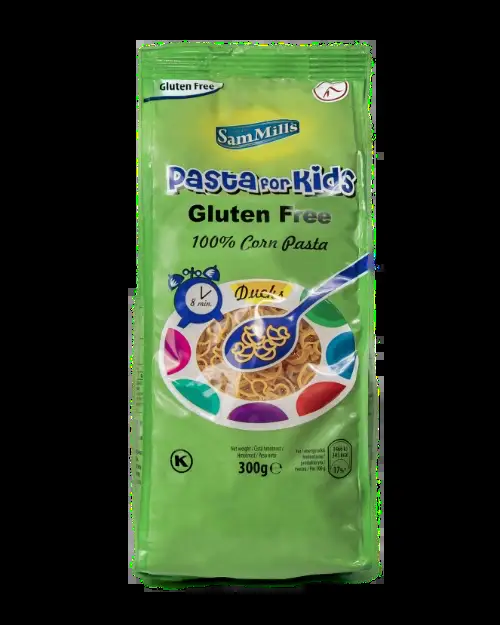 Gluten Free
SamMills
Pasta for Kids
Gluten Free
100% Corn Pasta
Ducks
8 min.
K
300g e